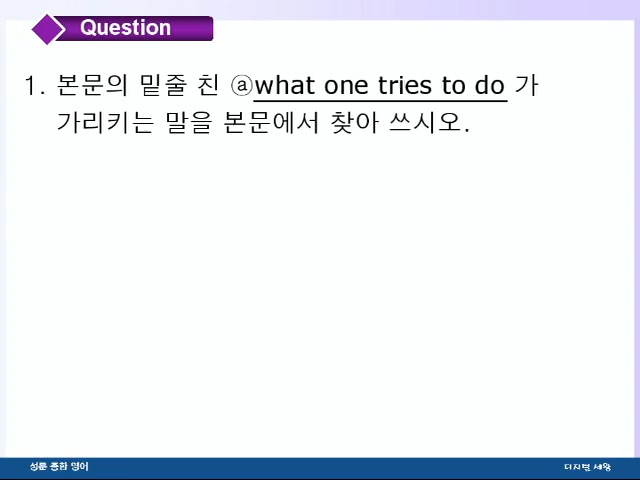 Question
1. 본문의 밑줄 친 ⓐwhat one tries to do 가
가리키는 말을 본문에서 찾아 쓰시오.
성문 종합 영어
디지털 세영